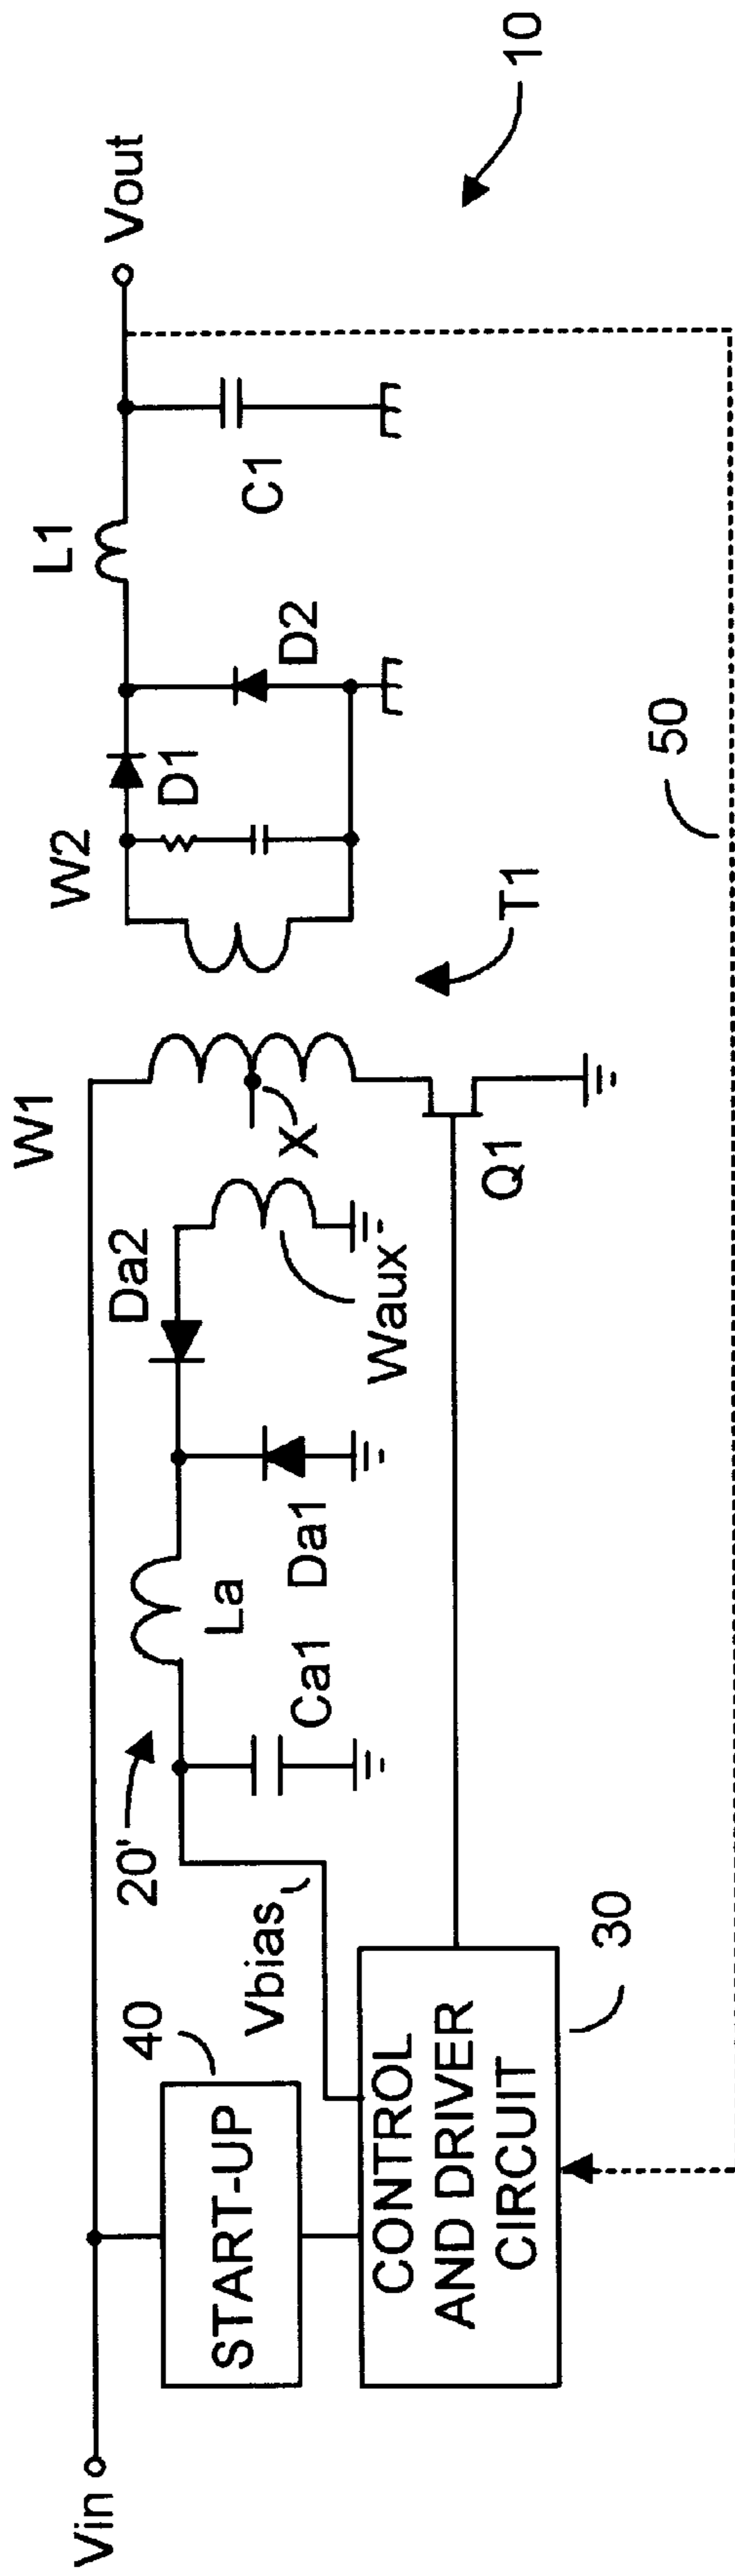 10
Vout
L1
C1
D2
D1
W2
50
T1
W1
X
Q1
Da2
Waux
Da1
La
Ca1
20'
Vbias
40
START-UP
30
CONTROL
AND DRIVER
CIRCUIT
Vin